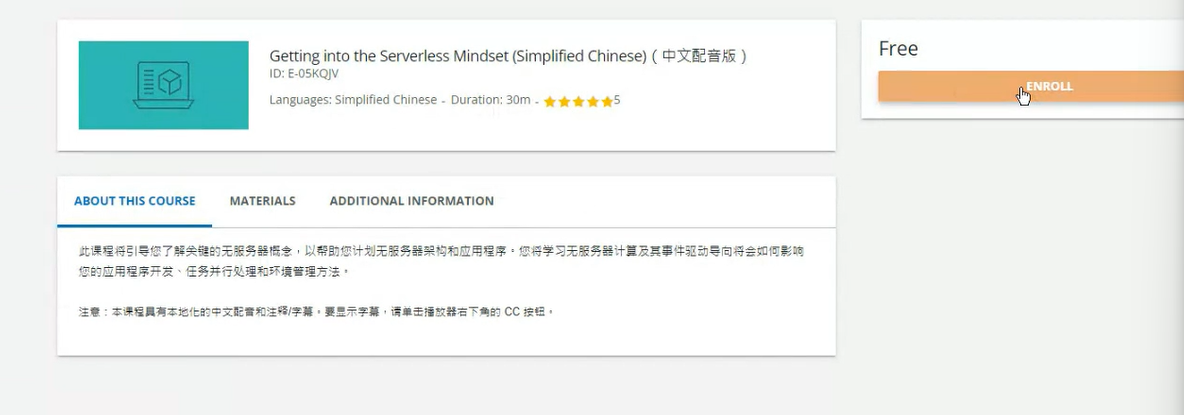 Getting into the Serverless Mindset (Simplified Chinese)（中文配音版）
ID: E-05KQJV
Languages: Simplified Chinese - Duration: 30m - 5
Free
ENROLL
ABOUT THIS COURSE MATERIALS ADDITIONAL INFORMATION
此课程将引导您了解关键的无服务器概念，以帮助您计划无服务器架构和应用程序。您将学习无服务器计算及其事件驱动导向将会如何影响
您的应用程序开发、任务并行处理和环境管理方法。
注意：本课程具有本地化的中文配音和注释/字幕。要显示字幕，请单击播放器右下角的 CC 按钮。